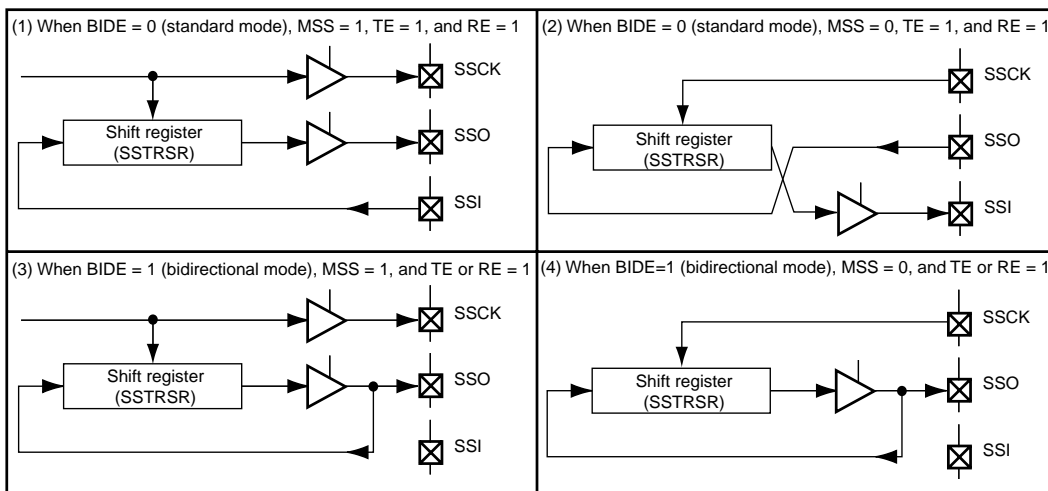 (1) When BIDE = 0 (standard mode), MSS = 1, TE = 1, and RE = 1
SSCK
Shift register
(SSTRSR)
SSO
SSI
(2) When BIDE = 0 (standard mode), MSS = 0, TE = 1, and RE = 1
SSCK
Shift register
(SSTRSR)
SSO
SSI
(3) When BIDE = 1 (bidirectional mode), MSS = 1, and TE or RE = 1
SSCK
Shift register
(SSTRSR)
SSO
SSI
(4) When BIDE=1 (bidirectional mode), MSS = 0, and TE or RE = 1
SSCK
Shift register
(SSTRSR)
SSO
SSI